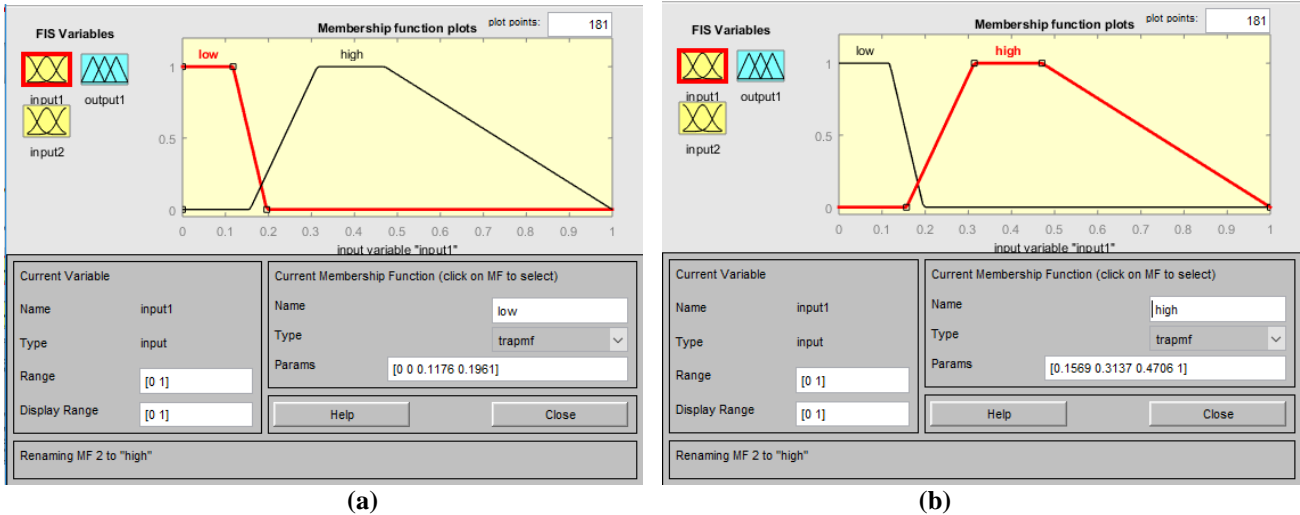 FIS Variables
Membership function plots
plot points:
181
input1
output1
input2
low
high
1
0.5
0
0 0.1 0.2 0.3 0.4 0.5 0.6 0.7 0.8 0.9 1
input variable "input1"
Current Variable
Name input1
Type input
Range [0 1]
Display Range [0 1]
Current Membership Function (click on MF to select)
Name low
Type trapmf
Params [0 0 0.1176 0.1961]
Help Close
Renaming MF 2 to "high"
(a)
FIS Variables
Membership function plots
plot points:
181
input1
output1
input2
low
high
1
0.5
0
0 0.1 0.2 0.3 0.4 0.5 0.6 0.7 0.8 0.9 1
input variable "input1"
Current Variable
Name input1
Type input
Range [0 1]
Display Range [0 1]
Current Membership Function (click on MF to select)
Name high
Type trapmf
Params [0.1569 0.3137 0.4706 1]
Help Close
Renaming MF 2 to "high"
(b)